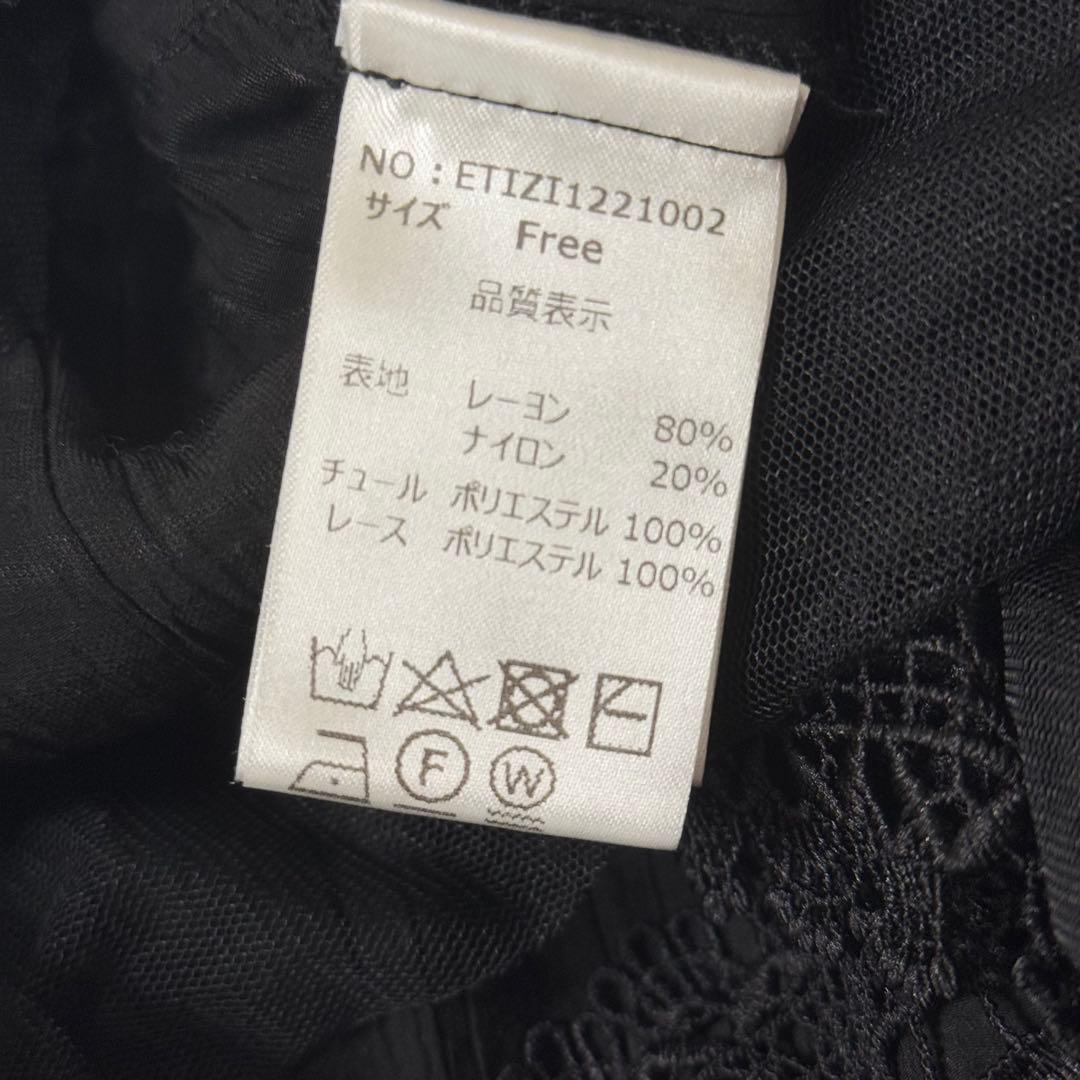 NO：ETIZI1221002
サイズ Free
品質表示
表地 レーヨン 80%
ナイロン 20%
チュール ポリエステル 100%
レース ポリエステル 100%
F W